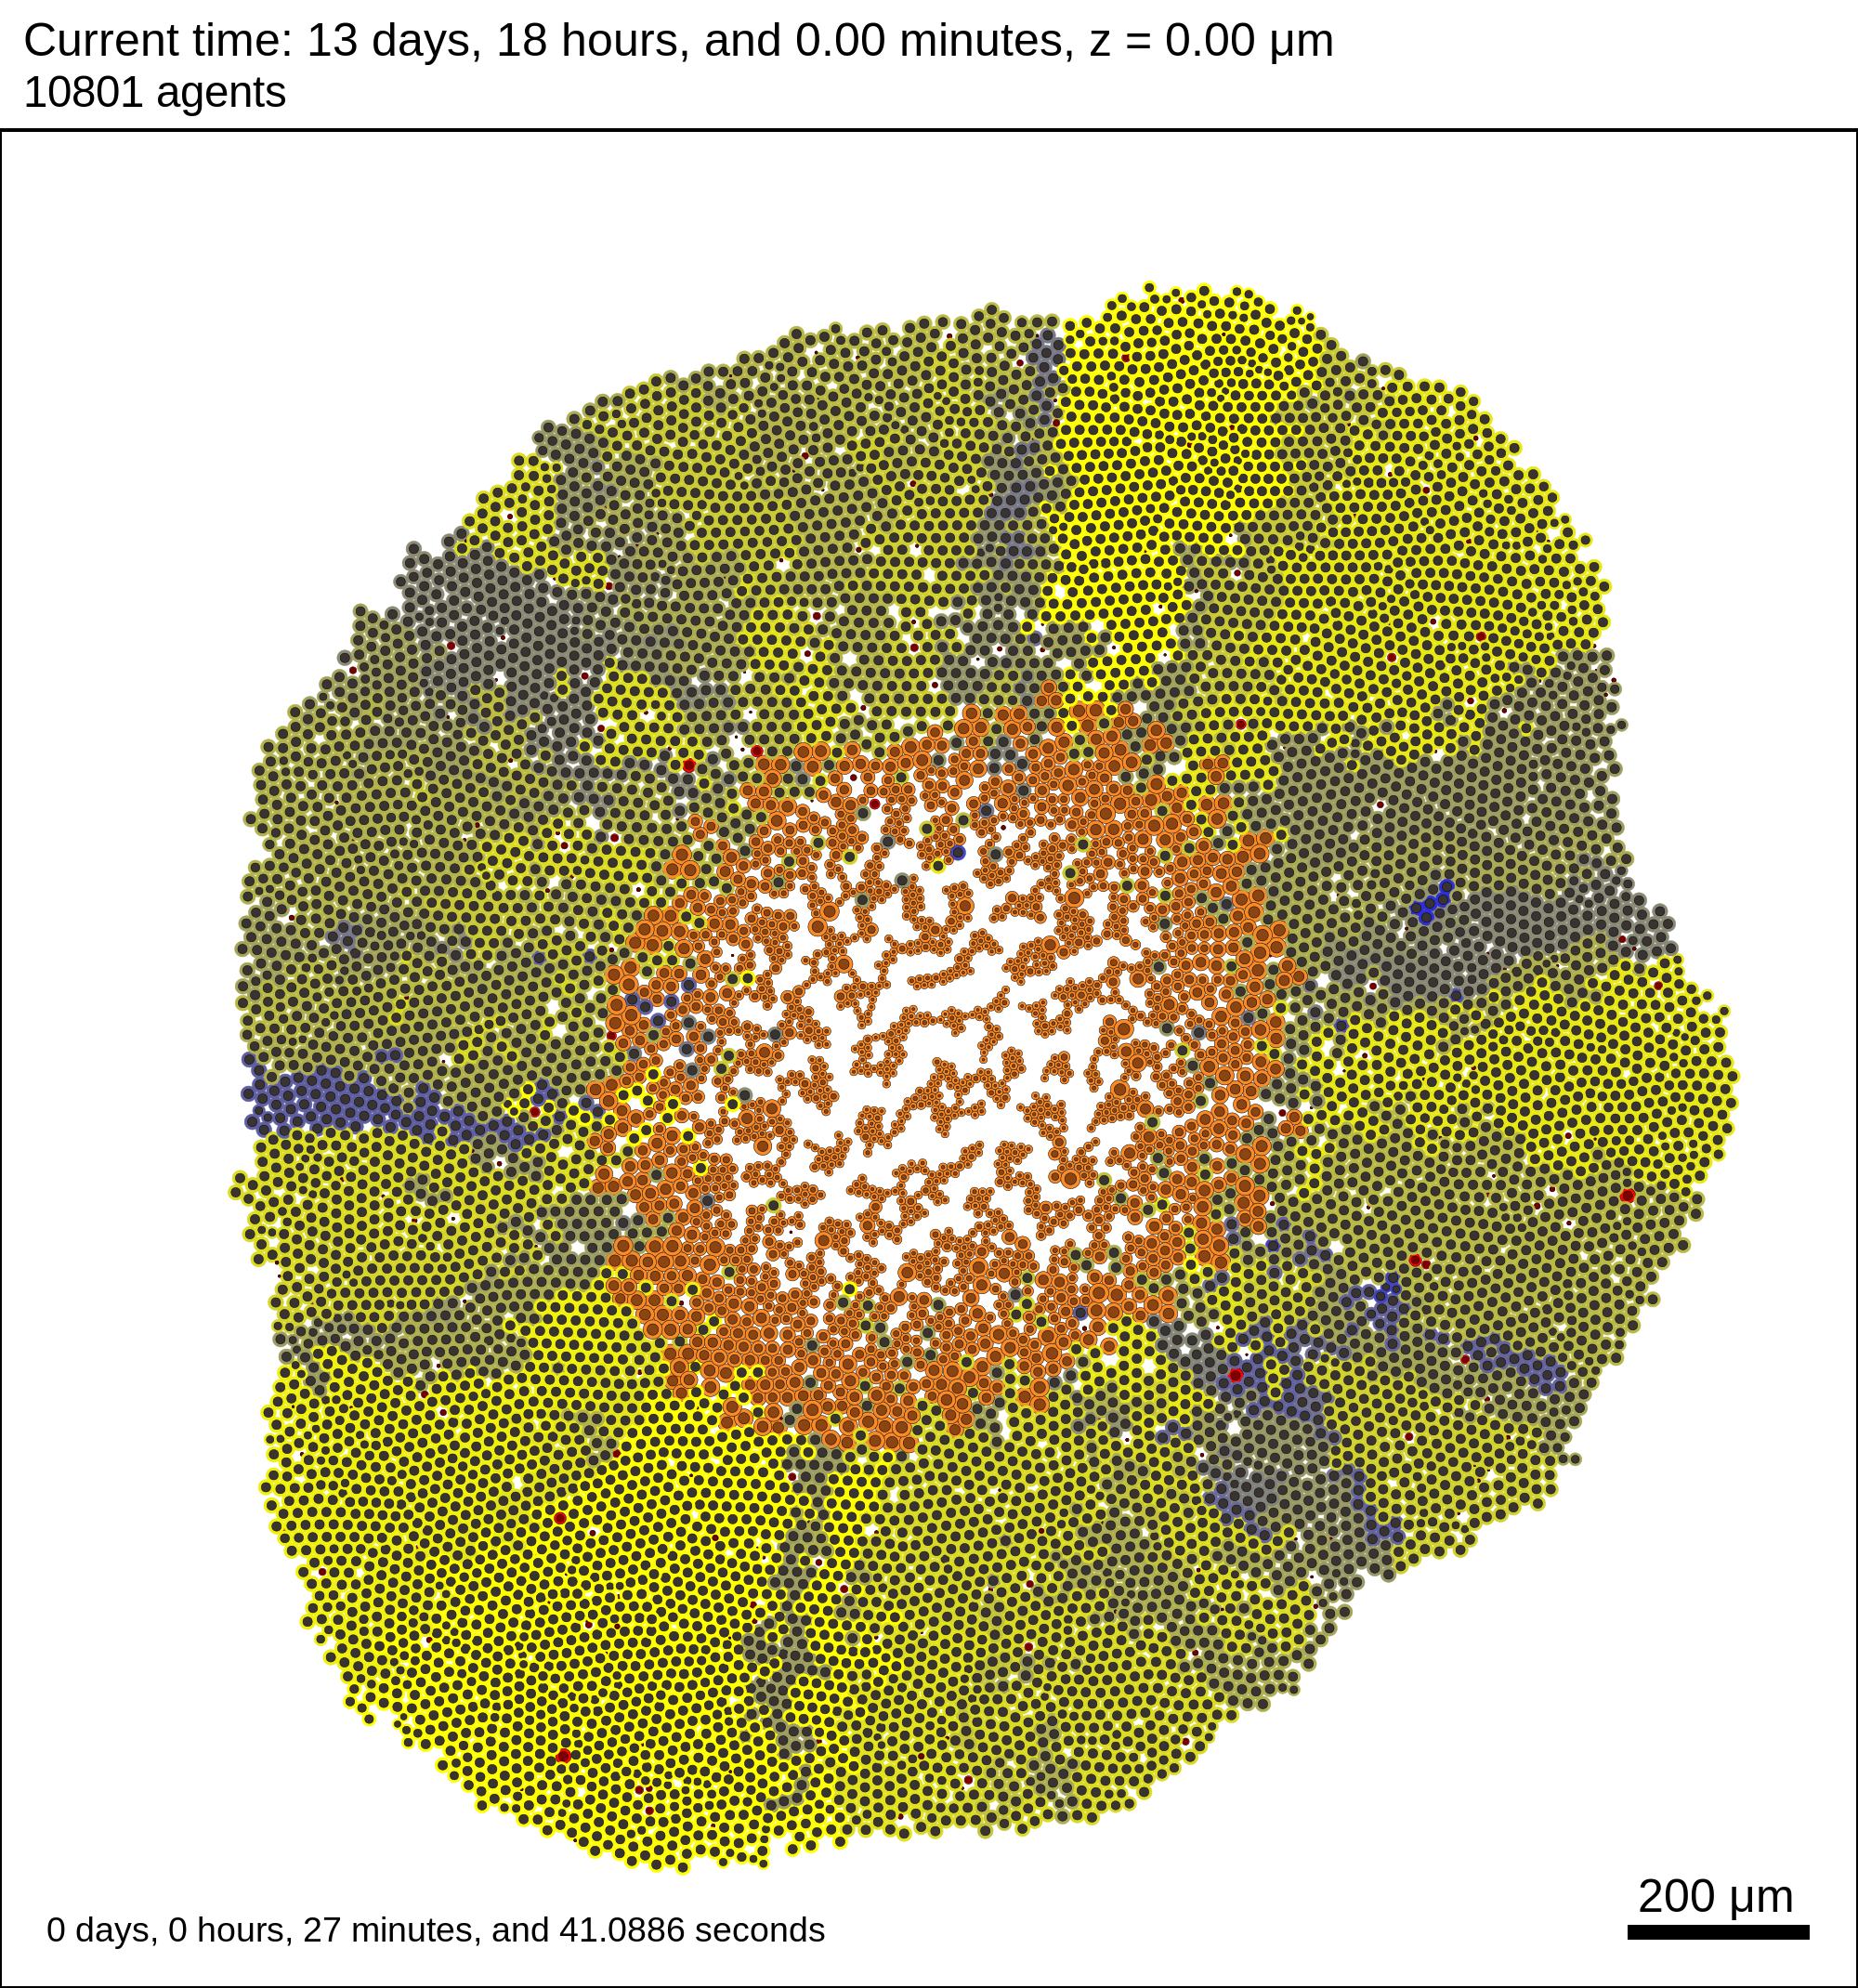 Current time: 13 days, 18 hours, and 0.00 minutes, z = 0.00 μm
10801 agents
200 μm
0 days, 0 hours, 27 minutes, and 41.0886 seconds